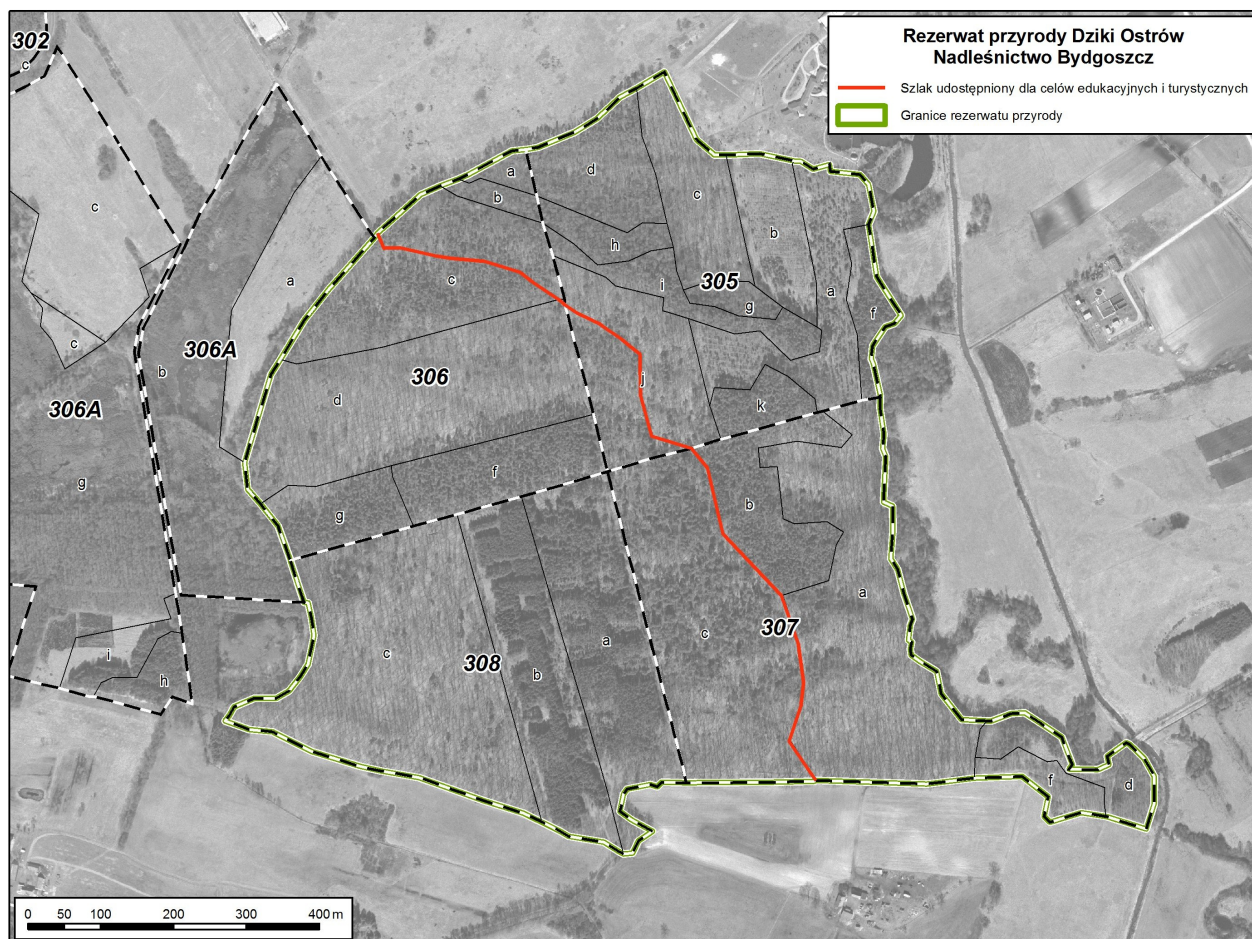 Rezerwat przyrody Dziki Ostrów
Nadleśnictwo Bydgoszcz
Szlak udostępniony dla celów edukacyjnych i turystycznych
Granice rezerwatu przyrody
302
c
c
a
b
d
c
b
a
h
c
a
i
305
g
a
f
c
306A
c
b
306
j
d
k
306A
g
f
g
b
a
c
307
i
c
308
a
h
b
f
d
0 50 100 200 300 400 m